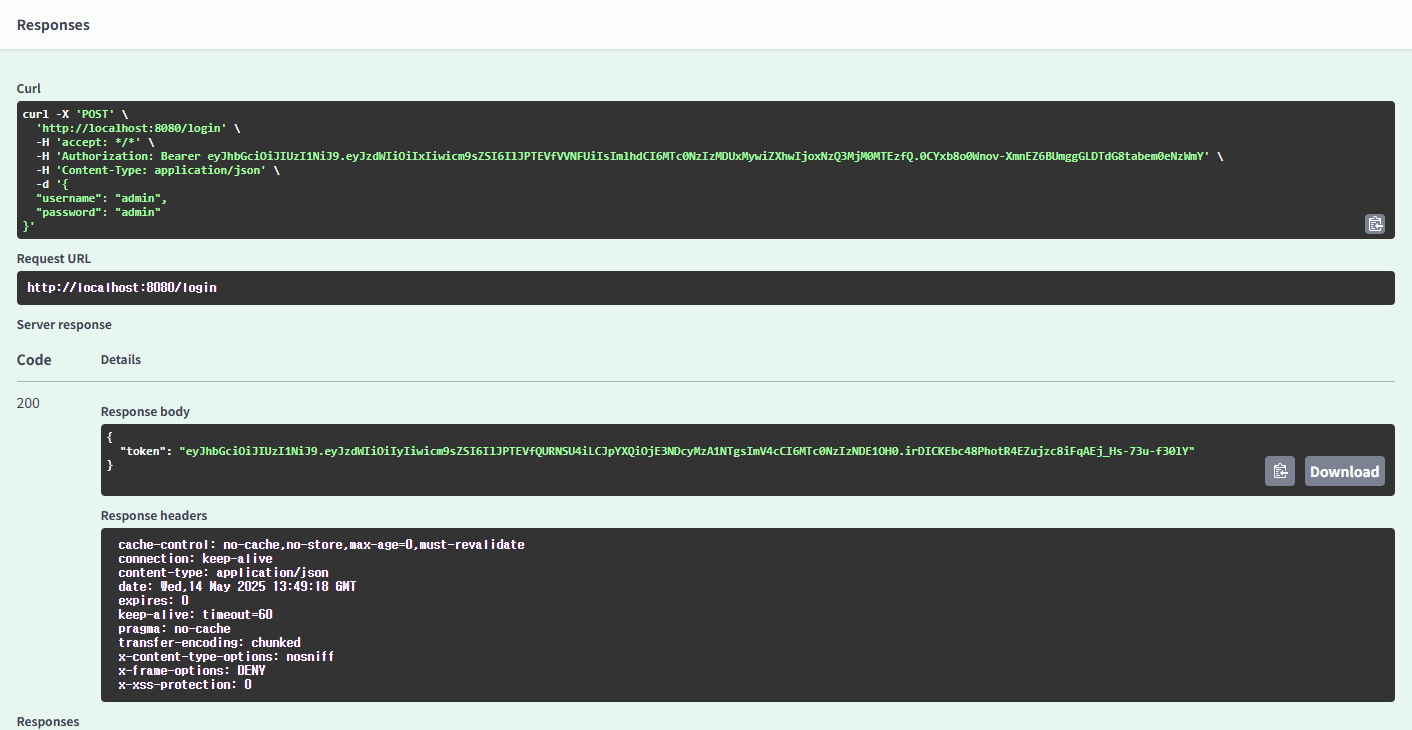 Responses
Curl
curl -X 'POST' \
'http://localhost:8080/login' \
-H 'accept: */*' \
-H 'Authorization: Bearer eyJhbGciOiJIUzI1NiJ9.eyJzdWIiOiIxIiwicm9sZSI6IlJPTEVfVVNFUiIsImlhdCI6MTc0NzIzMDUxMywiZXhwIjoxNzQ3MjM0MTEzfQ.0CYxb8o0Wnov-XmnEZ6BUmggGLDTdG8tabem0eNzWmY' \
-H 'Content-Type: application/json' \
-d '{
"username": "admin",
"password": "admin"
}'
Request URL
http://localhost:8080/login
Server response
Code Details
200
Response body
{
"token": "eyJhbGciOiJIUzI1NiJ9.eyJzdWIiOiIyIiwicm9sZSI6IlJPTEVfQURNSU4iLCJpYXQiOjE3NDcyMzA1NTgsImV4cCI6MTc0NzIzNDE1OH0.irDICKEbc48PhotR4EZujzc8iFqAEj_Hs-73u-f30lY"
}
Download
Response headers
cache-control: no-cache,no-store,max-age=0,must-revalidate
connection: keep-alive
content-type: application/json
date: Wed,14 May 2025 13:49:18 GMT
expires: 0
keep-alive: timeout=60
pragma: no-cache
transfer-encoding: chunked
x-content-type-options: nosniff
x-frame-options: DENY
x-xss-protection: 0
Responses